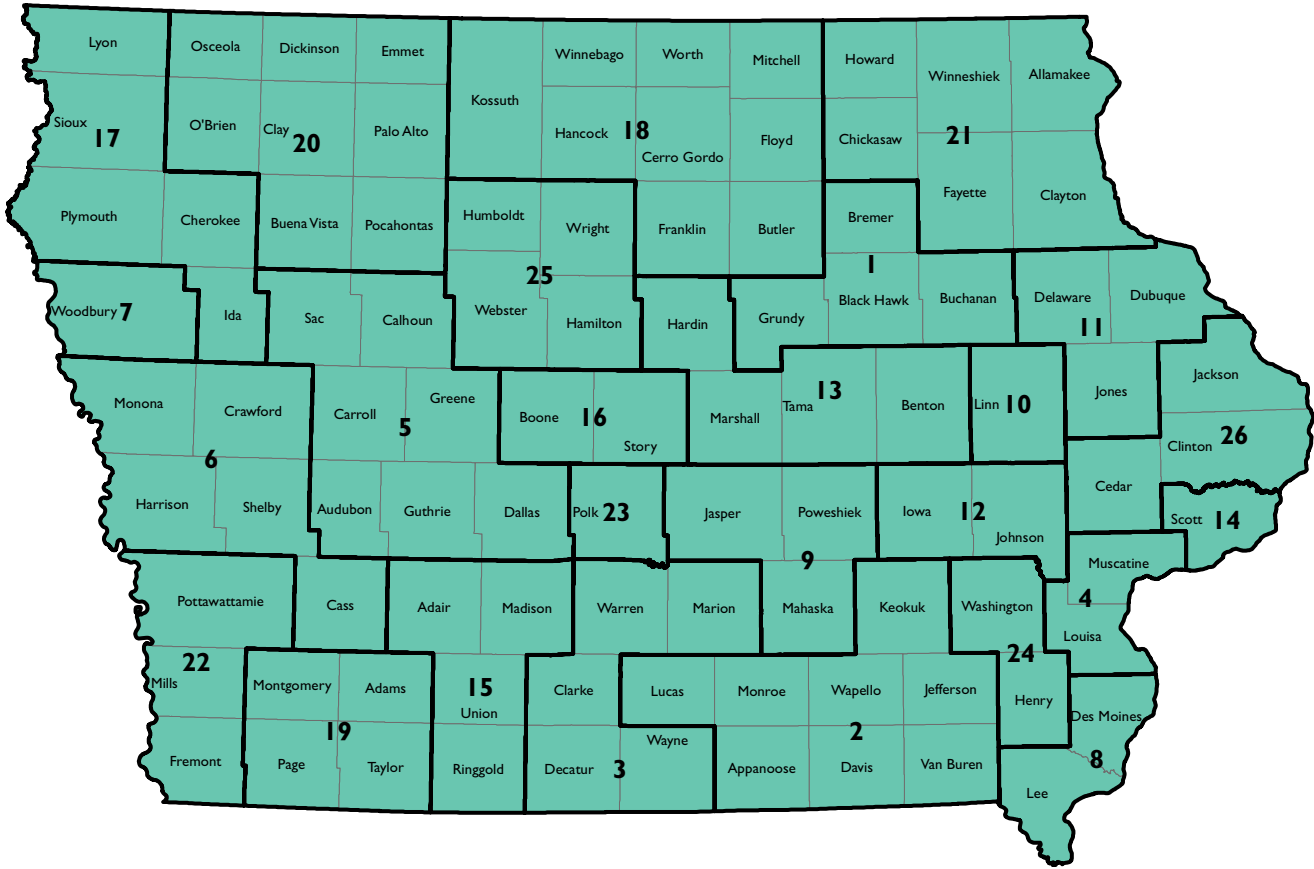 Lyon
Osceola
Dickinson
Emmet
Kossuth
Winnebago
Worth
Mitchell
Howard
Winneshiek
Allamakee
Sioux
17
O'Brien
Clay
20
Palo Alto
Hancock
18
Cerro Gordo
Floyd
Chickasaw
21
Plymouth
Cherokee
Buena Vista
Pocahontas
Humboldt
Wright
Franklin
Butler
Bremer
Fayette
Clayton
Woodbury
7
Ida
Sac
Calhoun
25
Webster
Hamilton
Hardin
Grundy
1
Black Hawk
Buchanan
Delaware
Dubuque
11
Monona
Crawford
Carroll
Greene
5
Boone
16
Story
Marshall
Tama
13
Benton
Linn
10
Jones
Jackson
6
Harrison
Shelby
Audubon
Guthrie
Dallas
Polk
23
Jasper
Poweshiek
Iowa
12
Johnson
Cedar
Clinton
26
Scott
14
9
Muscatine
Pottawattamie
Cass
Adair
Madison
Warren
Marion
Mahaska
Keokuk
Washington
4
Louisa
22
Mills
Montgomery
Adams
15
Union
Clarke
Lucas
Monroe
Wapello
Jefferson
24
Henry
Des Moines
19
Fremont
Page
Taylor
Ringgold
Decatur
3
Wayne
Appanoose
2
Davis
Van Buren
8
Lee